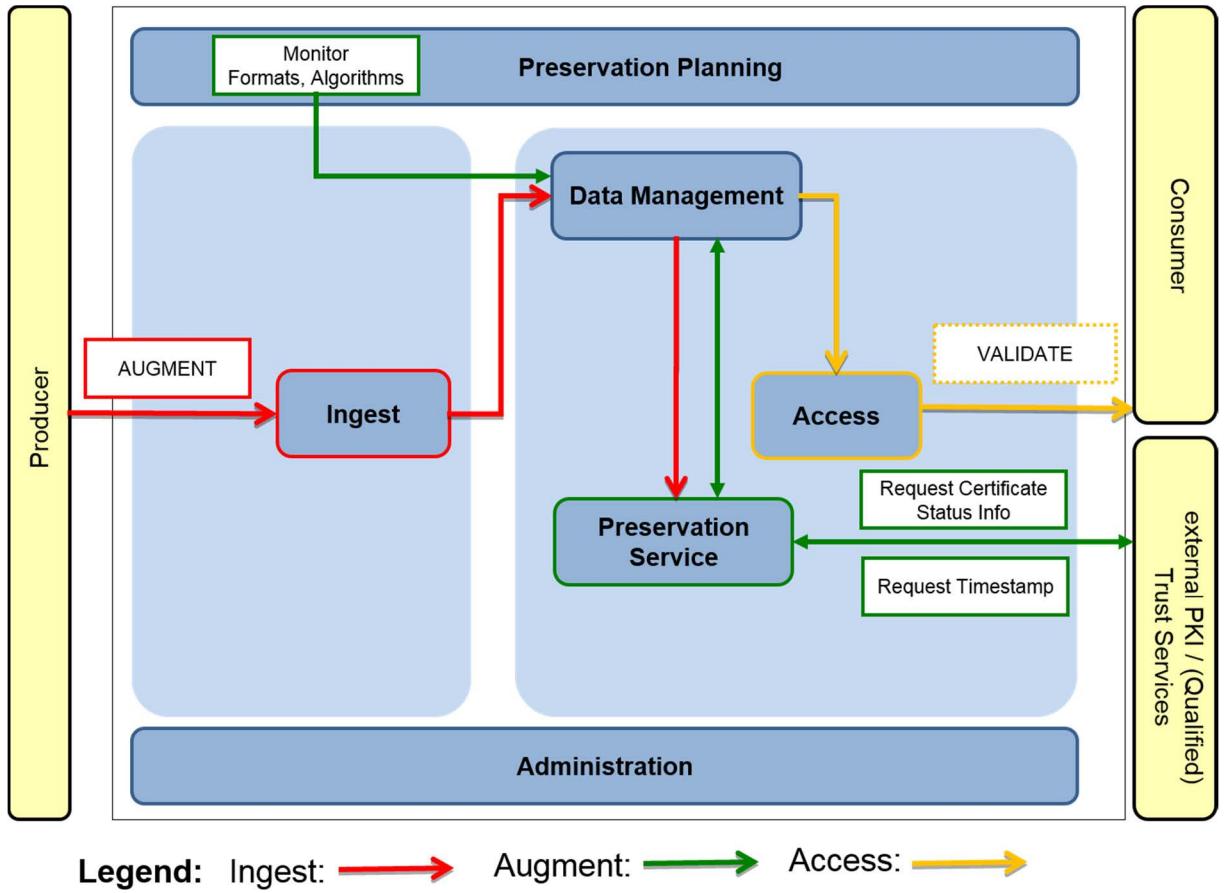 Monitor
Formats, Algorithms
Preservation Planning
Data Management
Consumer
Producer
AUGMENT
VALIDATE
Ingest
Access
Request Certificate
Status Info
Preservation
Service
Request Timestamp
external PKI / (Qualified)
Trust Services
Administration
Legend: Ingest: Augment: Access: